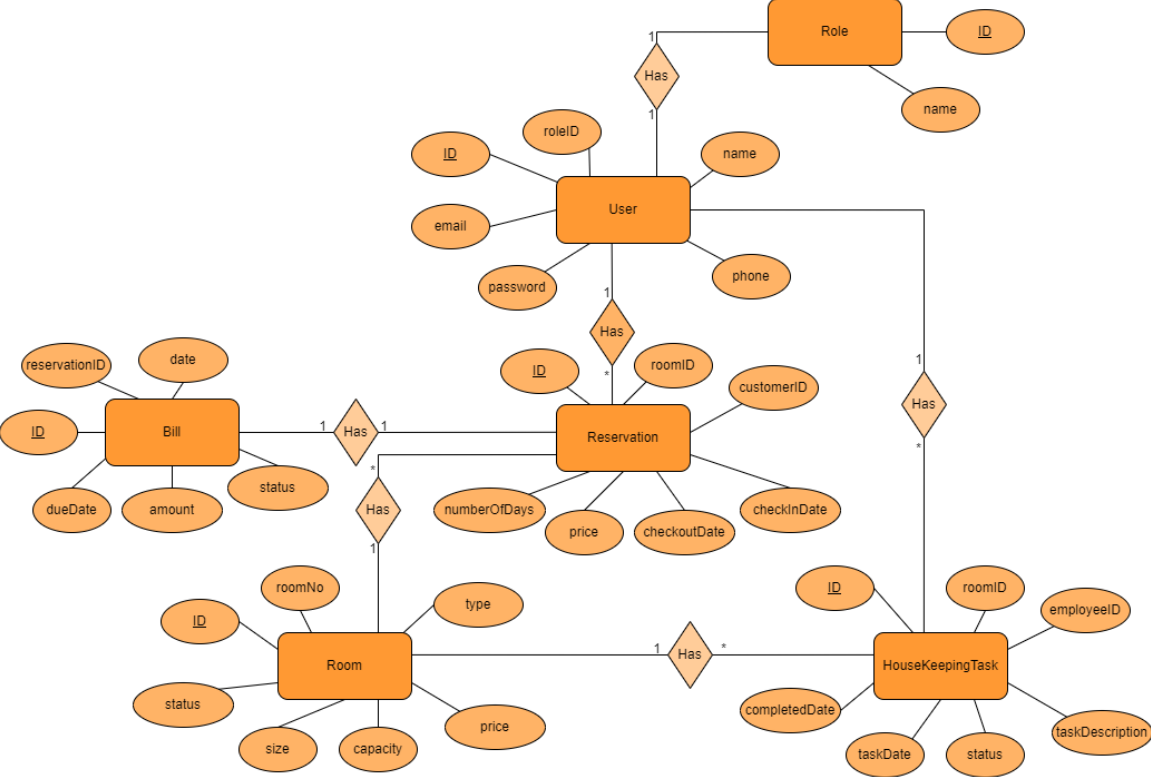 Role
ID
name
1
Has
1
ID
roleID
name
email
User
password
phone
1
Has
*
1
Has
*
reservationID
date
ID
Bill
dueDate
amount
status
1
Has
1
ID
roomID
customerID
Reservation
numberOfDays
price
checkoutDate
checkInDate
*
Has
1
ID
roomNo
type
Room
status
size
capacity
price
1
Has
*
ID
roomID
employeeID
HouseKeepingTask
completedDate
taskDate
status
taskDescription